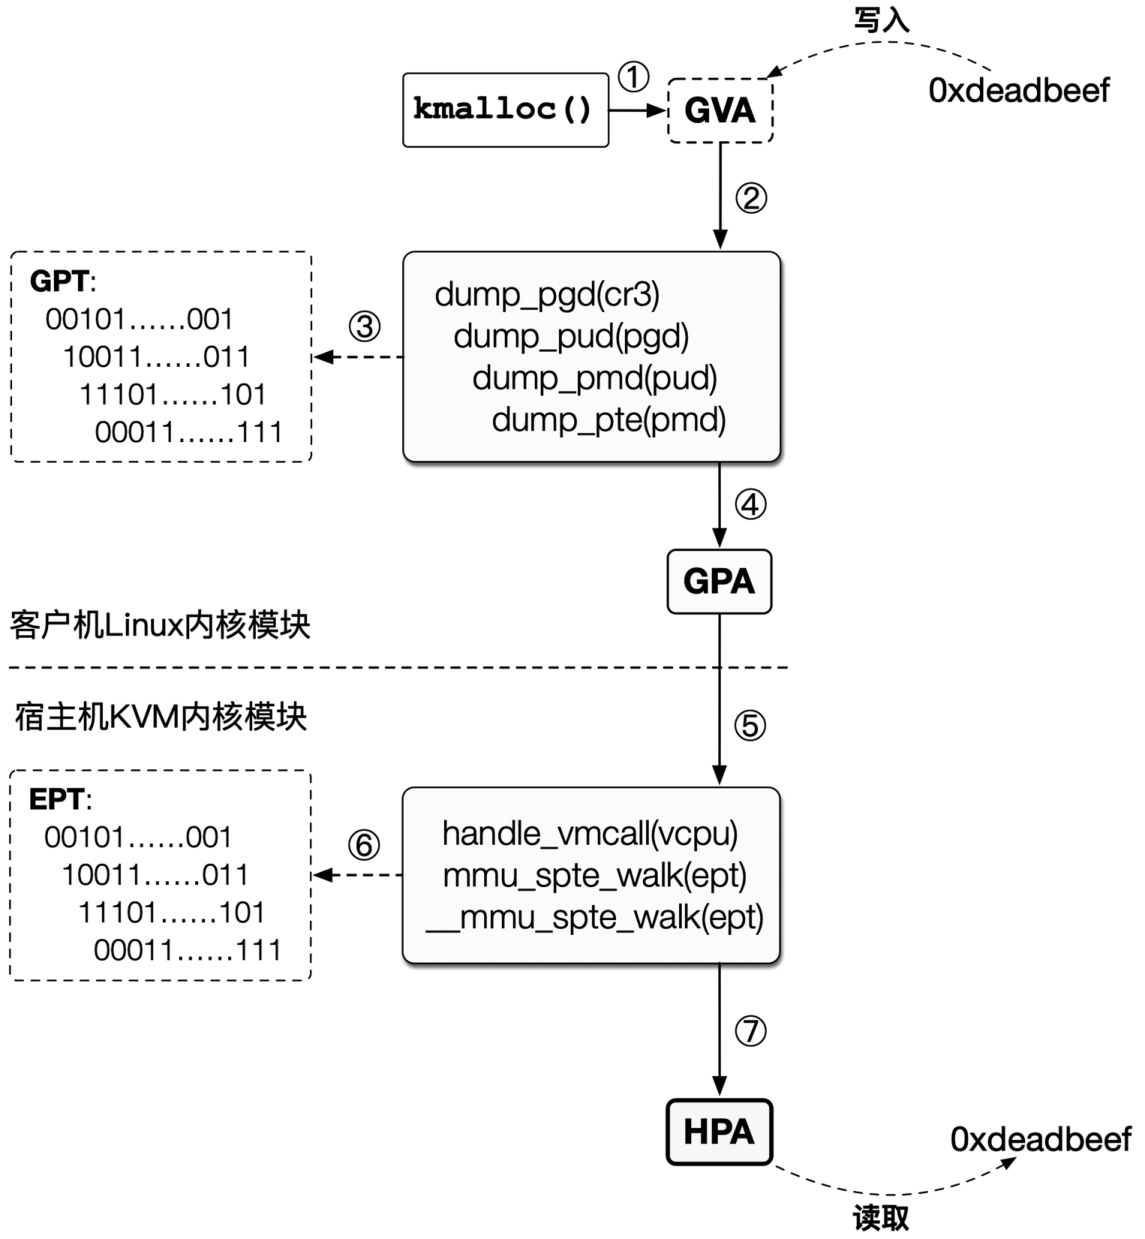 写入
0xdeadbeef
①
kmalloc()
GVA
②
GPT:
00101......001
10011......011
11101......101
00011......111
③
dump_pgd(cr3)
dump_pud(pgd)
dump_pmd(pud)
dump_pte(pmd)
④
GPA
客户机Linux内核模块
宿主机KVM内核模块
⑤
EPT:
00101......001
10011......011
11101......101
00011......111
⑥
handle_vmcall(vcpu)
mmu_spte_walk(ept)
__mmu_spte_walk(ept)
⑦
HPA
0xdeadbeef
读取